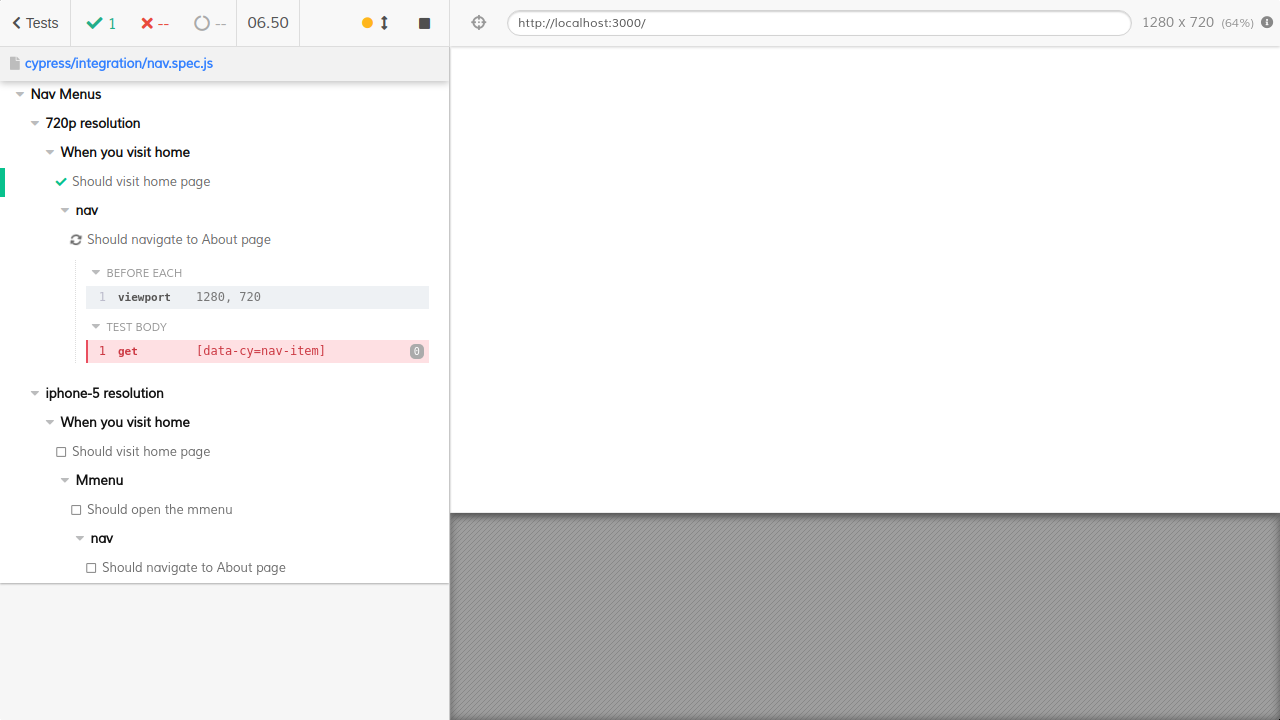 Tests 1 -- -- 06.50
http://localhost:3000/ 1280 x 720 (64%)
cypress/integration/nav.spec.js
Nav Menus
720p resolution
When you visit home
Should visit home page
nav
Should navigate to About page
BEFORE EACH
1 viewport 1280, 720
TEST BODY
1 get [data-cy=nav-item] 0
iphone-5 resolution
When you visit home
Should visit home page
Mmenu
Should open the mmenu
nav
Should navigate to About page